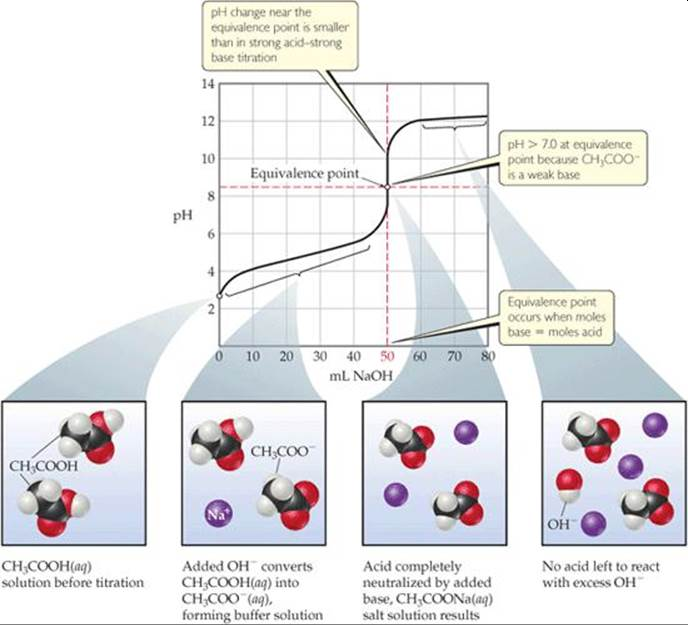 pH change near the
equivalence point is smaller
than in strong acid–strong
base titration
14
12
10
8
6
4
2
pH
Equivalence point
pH > 7.0 at equivalence
point because CH₃COO⁻
is a weak base
Equivalence point
occurs when moles
base = moles acid
0 10 20 30 40 50 60 70 80
mL NaOH
CH₃COOH
CH₃COO⁻
Na⁺
OH⁻
CH₃COOH(aq)
solution before titration
Added OH⁻ converts
CH₃COOH(aq) into
CH₃COO⁻(aq),
forming buffer solution
Acid completely
neutralized by added
base, CH₃COONa(aq)
salt solution results
No acid left to react
with excess OH⁻